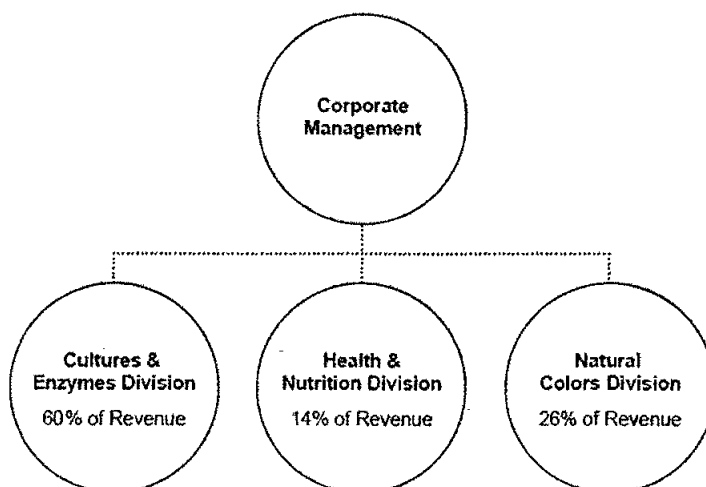 Corporate
Management
Cultures &
Enzymes Division
60% of Revenue
Health &
Nutrition Division
14% of Revenue
Natural
Colors Division
26% of Revenue